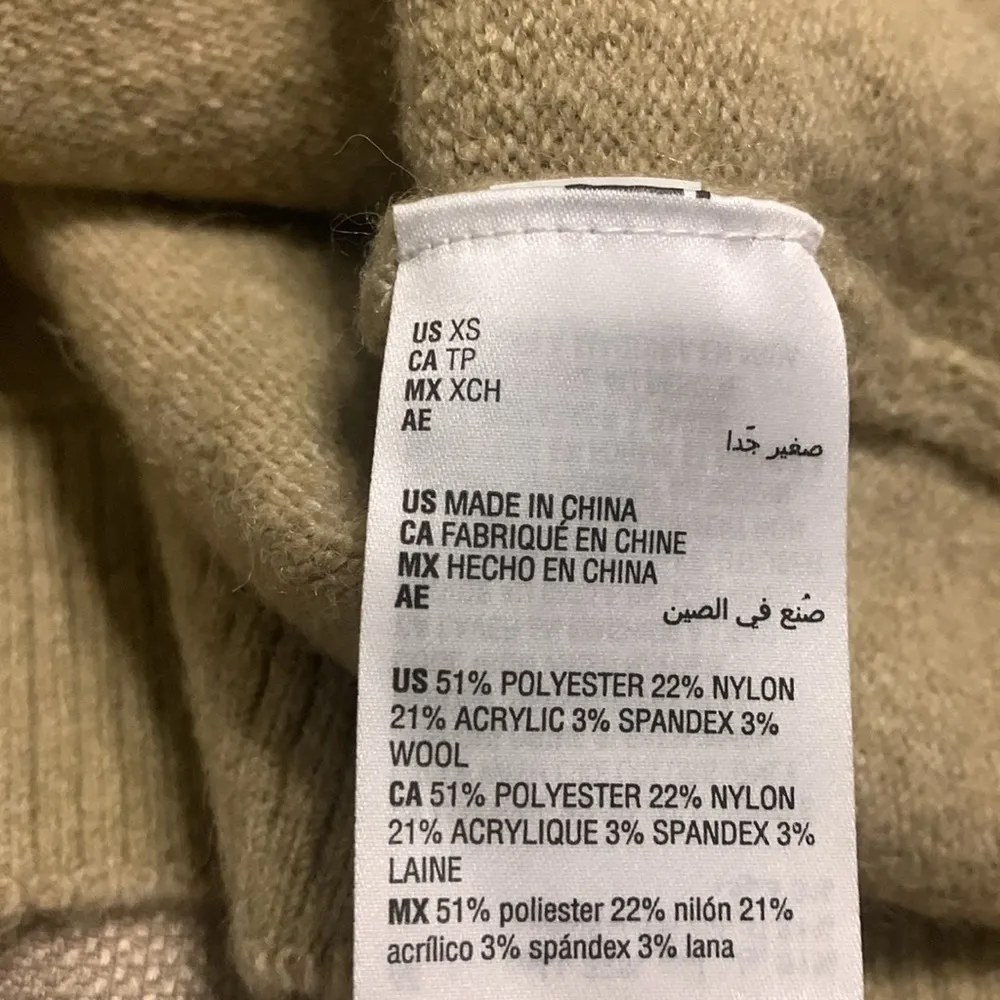 US XS
CA TP
MX XCH
AE
صغير جّدا
US MADE IN CHINA
CA FABRIQUÉ EN CHINE
MX HECHO EN CHINA
AE
صُنع في الصين
US 51% POLYESTER 22% NYLON
21% ACRYLIC 3% SPANDEX 3%
WOOL
CA 51% POLYESTER 22% NYLON
21% ACRYLIQUE 3% SPANDEX 3%
LAINE
MX 51% poliester 22% nilón 21%
acrílico 3% spándex 3% lana